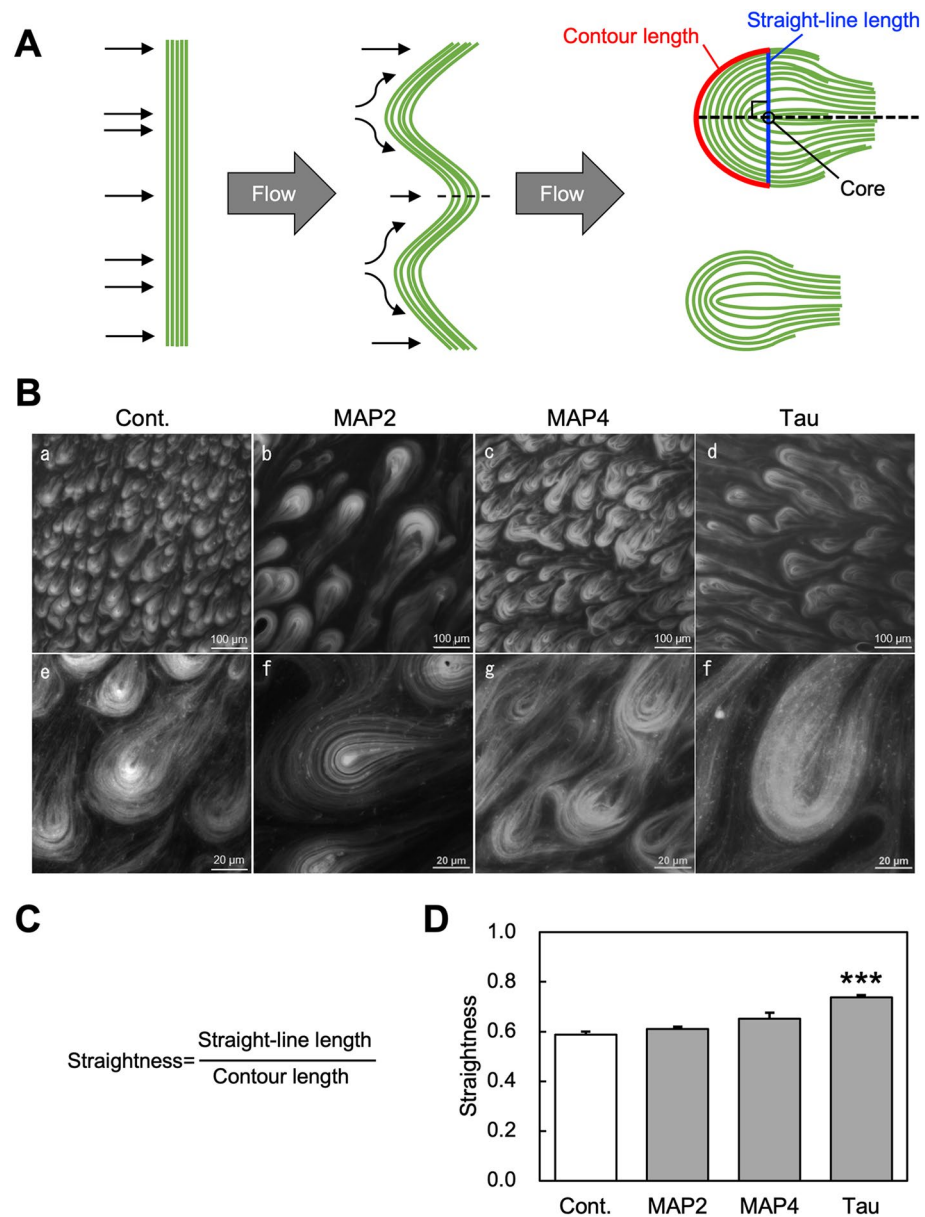 A
Flow
Flow
Straight-line length
Contour length
Core
B
Cont.
MAP2
MAP4
Tau
a
b
c
d
100 µm
100 µm
100 µm
100 µm
e
f
g
f
20 µm
20 µm
20 µm
20 µm
C
Straightness=
Straight-line length
Contour length
D
Straightness
1.0
0.8
0.6
0.4
0.2
0.0
***
Cont.
MAP2
MAP4
Tau